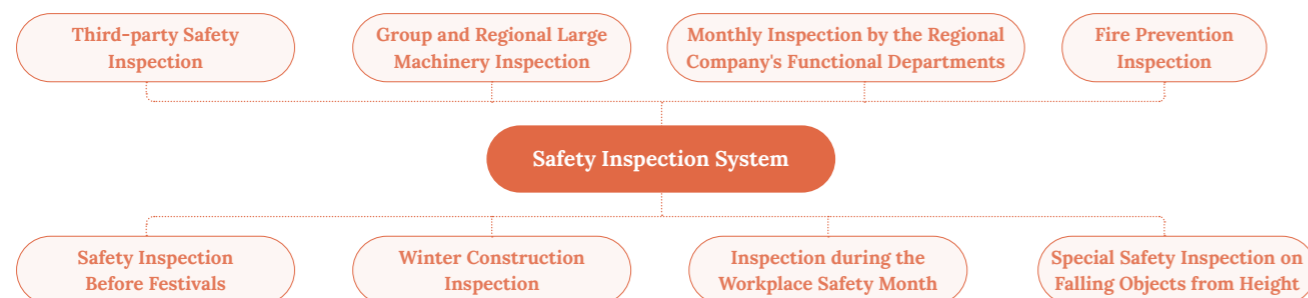 Third-party Safety
Inspection
Group and Regional Large
Machinery Inspection
Monthly Inspection by the Regional
Company's Functional Departments
Fire Prevention
Inspection
Safety Inspection System
Safety Inspection
Before Festivals
Winter Construction
Inspection
Inspection during the
Workplace Safety Month
Special Safety Inspection on
Falling Objects from Height